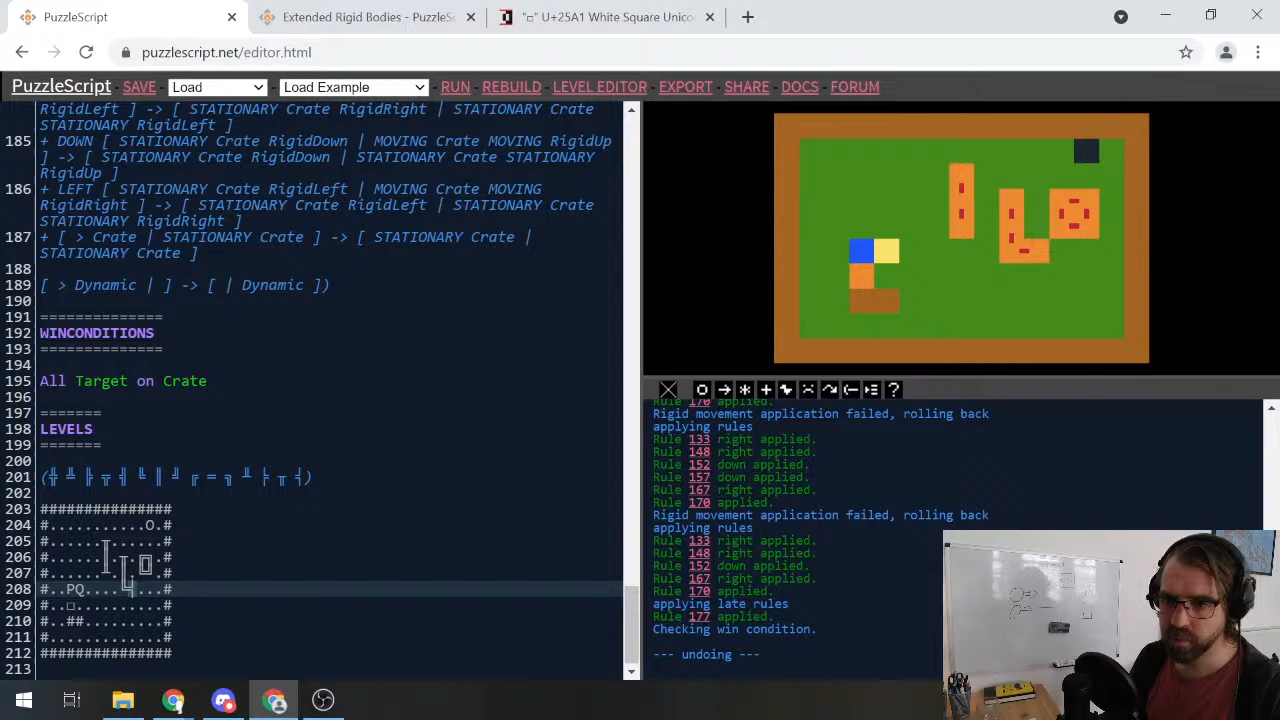 PuzzleScript
Extended Rigid Bodies - PuzzleSc
"□" U+25A1 White Square Unico
puzzlescript.net/editor.html
PuzzleScript SAVE Load Load Example RUN REBUILD LEVEL EDITOR EXPORT SHARE DOCS FORUM
RigidLeft ] -> [ STATIONARY Crate RigidRight | STATIONARY Crate
STATIONARY RigidLeft ]
185 + DOWN [ STATIONARY Crate RigidDown | MOVING Crate MOVING RigidUp
] -> [ STATIONARY Crate RigidDown | STATIONARY Crate STATIONARY
RigidUp ]
186 + LEFT [ STATIONARY Crate RigidLeft | MOVING Crate MOVING
RigidRight ] -> [ STATIONARY Crate RigidLeft | STATIONARY Crate
STATIONARY RigidRight ]
187 + [ > Crate | STATIONARY Crate ] -> [ STATIONARY Crate |
STATIONARY Crate ]
188
189 [ > Dynamic | ] -> [ | Dynamic ])
190
191 ==============
192 WINCONDITIONS
193 ==============
194
195 All Target on Crate
196
197 =======
198 LEVELS
199 =======
200
201 (╬ ╩ ╠ ╦ ╣ ╚ ║ ╝ ╔ = ╗ ╨ ╞ ╥ ╡)
202
203 ###############
204 #...........O.#
205 #......╥......#
206 #......║.╥.╔╗.#
207 #......╨.║.╚╝.#
208 #..PQ....╚╡...#
209 #..□..........#
210 #..##.........#
211 #.............#
212 ###############
213
Rule 170 applied.
Rigid movement application failed, rolling back
applying rules
Rule 133 right applied.
Rule 148 right applied.
Rule 152 down applied.
Rule 157 down applied.
Rule 167 right applied.
Rule 170 applied.
Rigid movement application failed, rolling back
applying rules
Rule 133 right applied.
Rule 148 right applied.
Rule 152 down applied.
Rule 167 right applied.
Rule 170 applied.
applying late rules
Rule 177 applied.
Checking win condition.
--- undoing ---